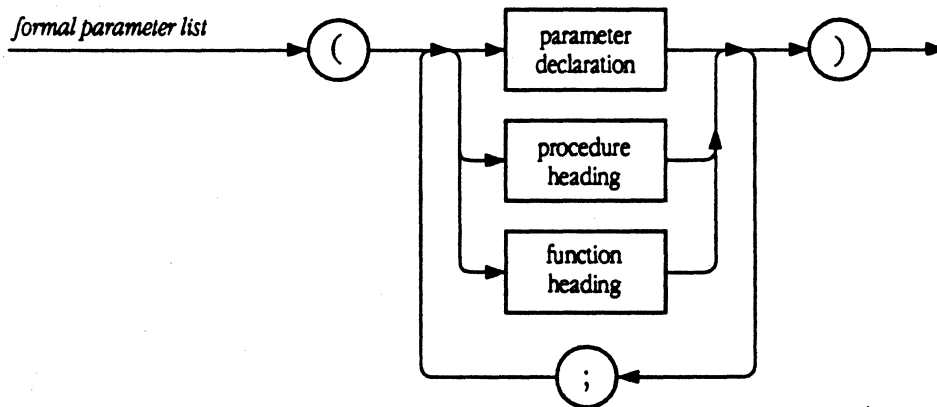 formal parameter list
(
parameter
declaration
)
procedure
heading
function
heading
;